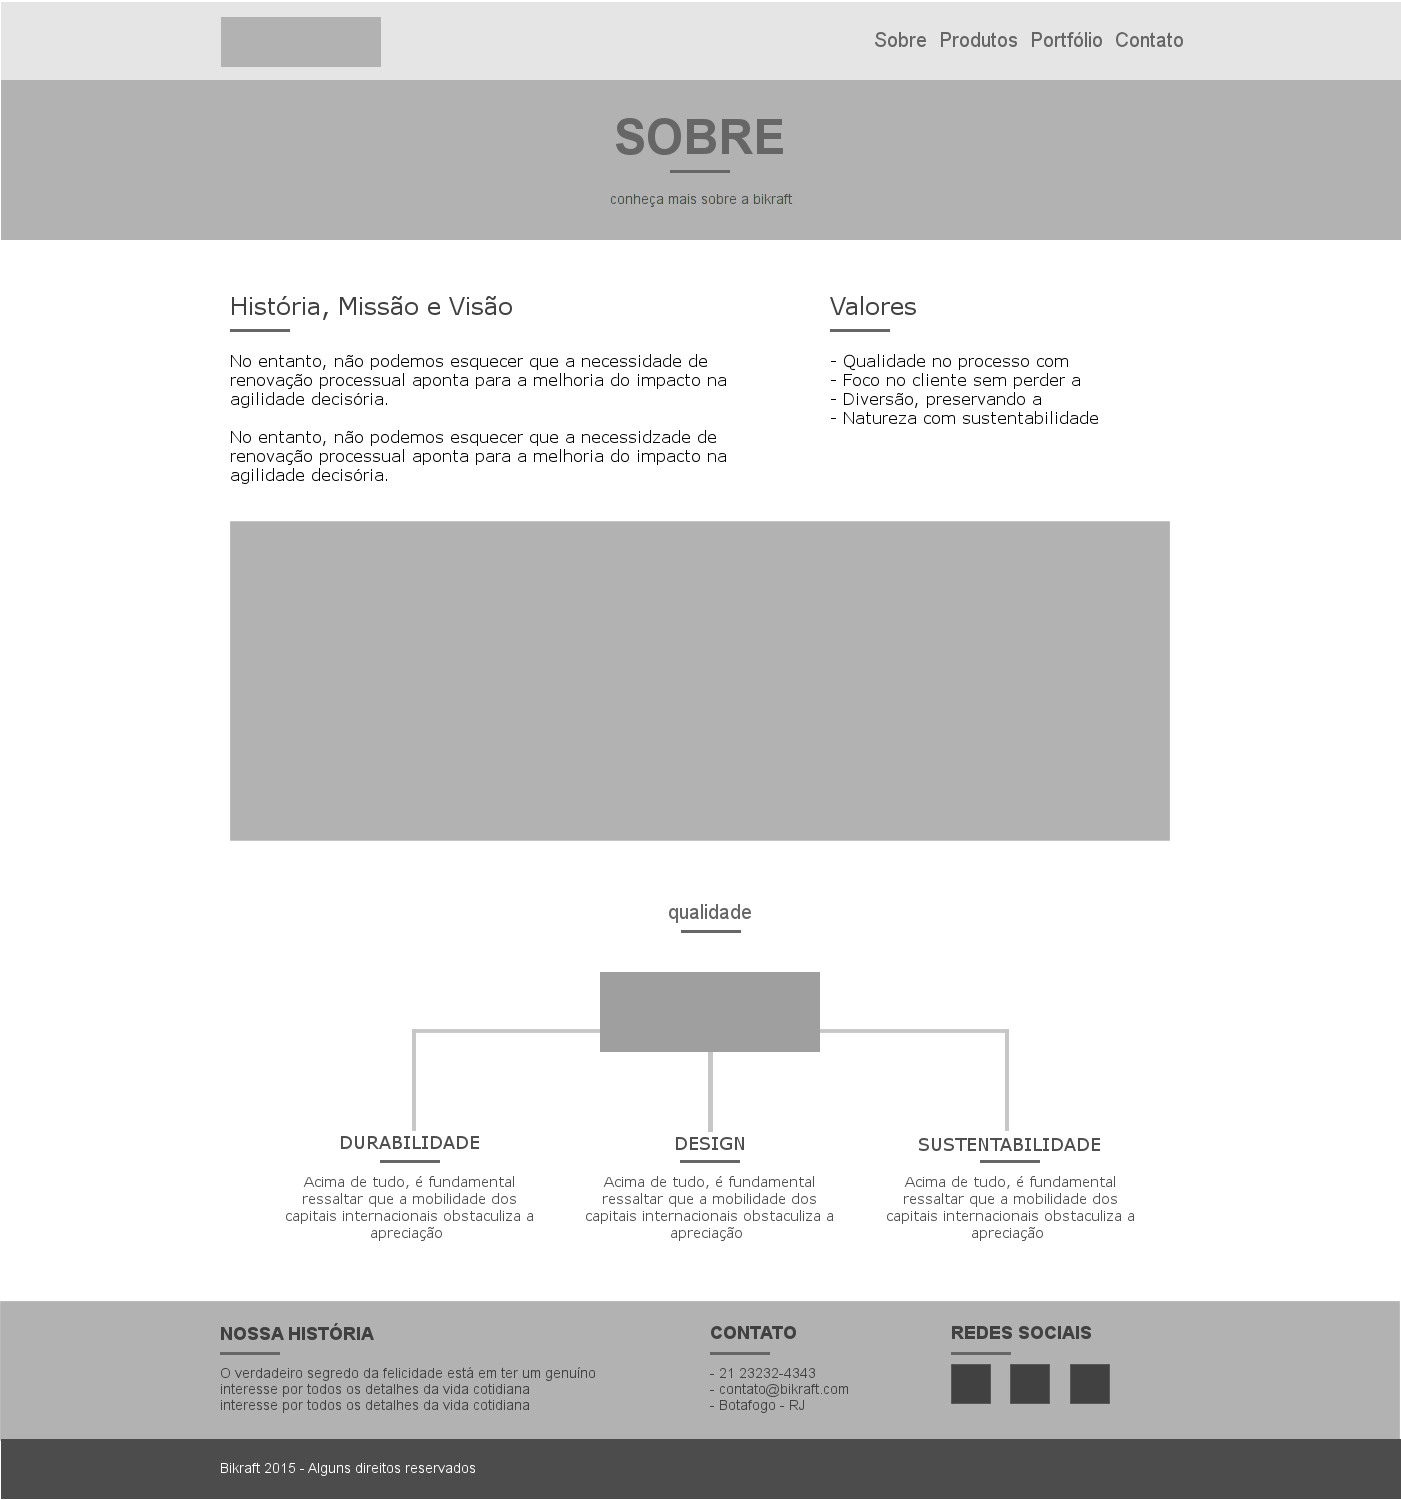 Sobre Produtos Portfólio Contato
SOBRE
conheça mais sobre a bikraft
História, Missão e Visão
No entanto, não podemos esquecer que a necessidade de
renovação processual aponta para a melhoria do impacto na
agilidade decisória.
No entanto, não podemos esquecer que a necessidzade de
renovação processual aponta para a melhoria do impacto na
agilidade decisória.
Valores
- Qualidade no processo com
- Foco no cliente sem perder a
- Diversão, preservando a
- Natureza com sustentabilidade
qualidade
DURABILIDADE
Acima de tudo, é fundamental
ressaltar que a mobilidade dos
capitais internacionais obstaculiza a
apreciação
DESIGN
Acima de tudo, é fundamental
ressaltar que a mobilidade dos
capitais internacionais obstaculiza a
apreciação
SUSTENTABILIDADE
Acima de tudo, é fundamental
ressaltar que a mobilidade dos
capitais internacionais obstaculiza a
apreciação
NOSSA HISTÓRIA
O verdadeiro segredo da felicidade está em ter um genuíno
interesse por todos os detalhes da vida cotidiana
interesse por todos os detalhes da vida cotidiana
CONTATO
- 21 23232-4343
- contato@bikraft.com
- Botafogo - RJ
REDES SOCIAIS
Bikraft 2015 - Alguns direitos reservados